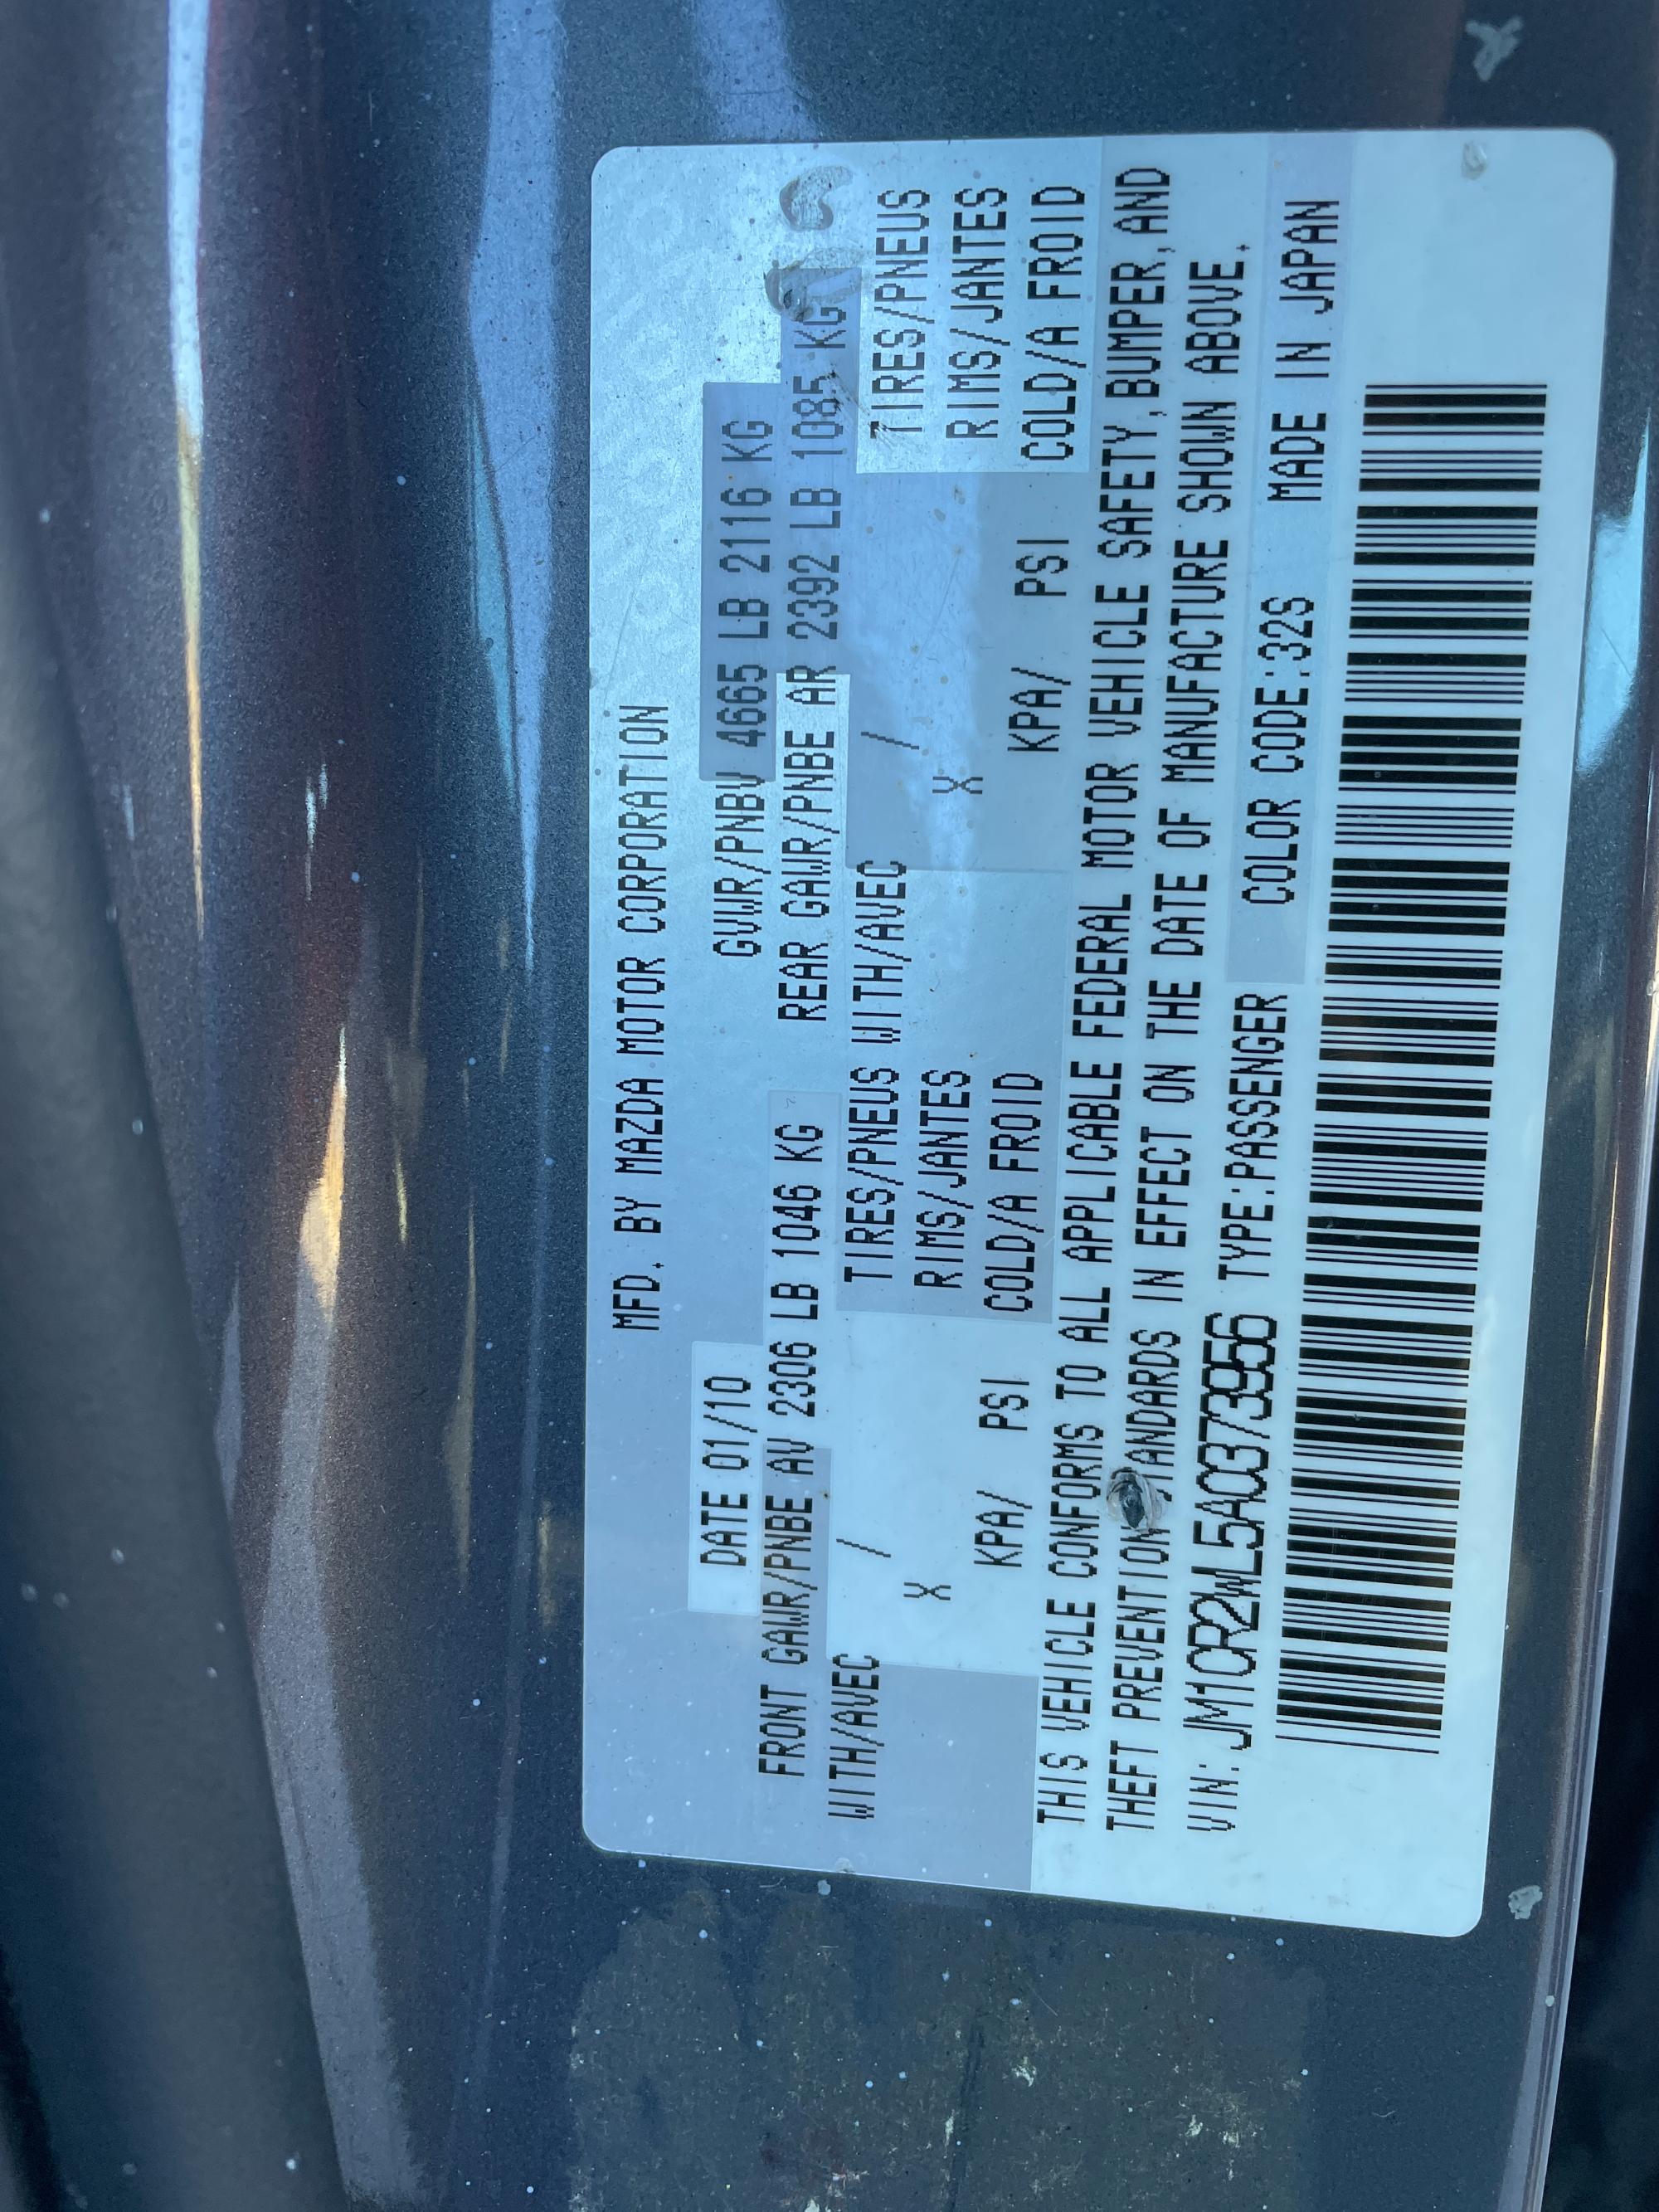 MFD. BY MAZDA MOTOR CORPORATION
DATE 01/10 GVWR/PNBV 4665 LB 2116 KG
FRONT GAWR/PNBE AV 2306 LB 1046 KG REAR GAWR/PNBE AR 2392 LB 1085 KG
WITH/AVEC / TIRES/PNEUS WITH/AVEC / TIRES/PNEUS
X RIMS/JANTES X RIMS/JANTES
KPA/ PSI COLD/A FROID KPA/ PSI COLD/A FROID
THIS VEHICLE CONFORMS TO ALL APPLICABLE FEDERAL MOTOR VEHICLE SAFETY, BUMPER, AND
THEFT PREVENTION STANDARDS IN EFFECT ON THE DATE OF MANUFACTURE SHOWN ABOVE.
VIN: JM1CR2WL5A0373956 TYPE:PASSENGER COLOR CODE:32S MADE IN JAPAN